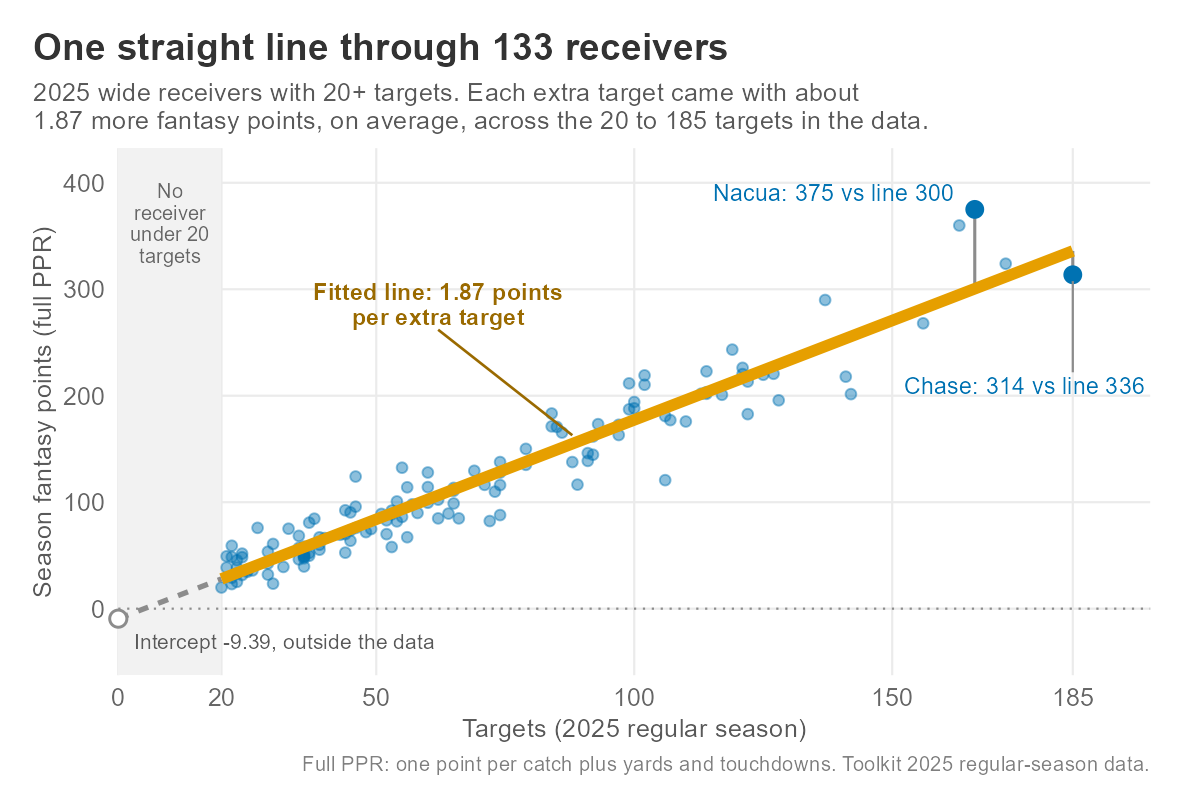 One straight line through 133 receivers
2025 wide receivers with 20+ targets. Each extra target came with about
1.87 more fantasy points, on average, across the 20 to 185 targets in the data.
Season fantasy points (full PPR)
400
300
200
100
0
No
receiver
under 20
targets
Nacua: 375 vs line 300
Fitted line: 1.87 points
per extra target
Chase: 314 vs line 336
Intercept -9.39, outside the data
0
20
50
100
150
185
Targets (2025 regular season)
Full PPR: one point per catch plus yards and touchdowns. Toolkit 2025 regular-season data.